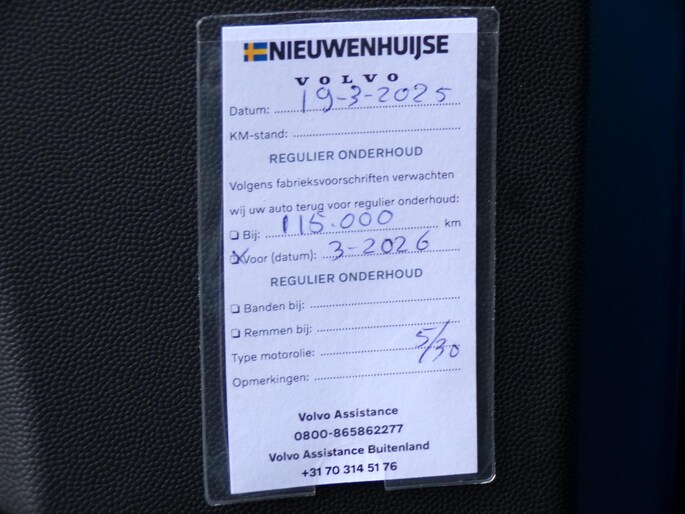 NIEUWENHUIJSE
VOLVO
Datum: 19-3-2025
KM-stand:
REGULIER ONDERHOUD
Volgens fabrieksvoorschriften verwachten
wij uw auto terug voor regulier onderhoud:
Bij: 115.000 km
Voor (datum): 3-2026
REGULIER ONDERHOUD
Banden bij:
Remmen bij:
Type motorolie: 5/30
Opmerkingen:
Volvo Assistance
0800-865862277
Volvo Assistance Buitenland
+31 70 314 51 76